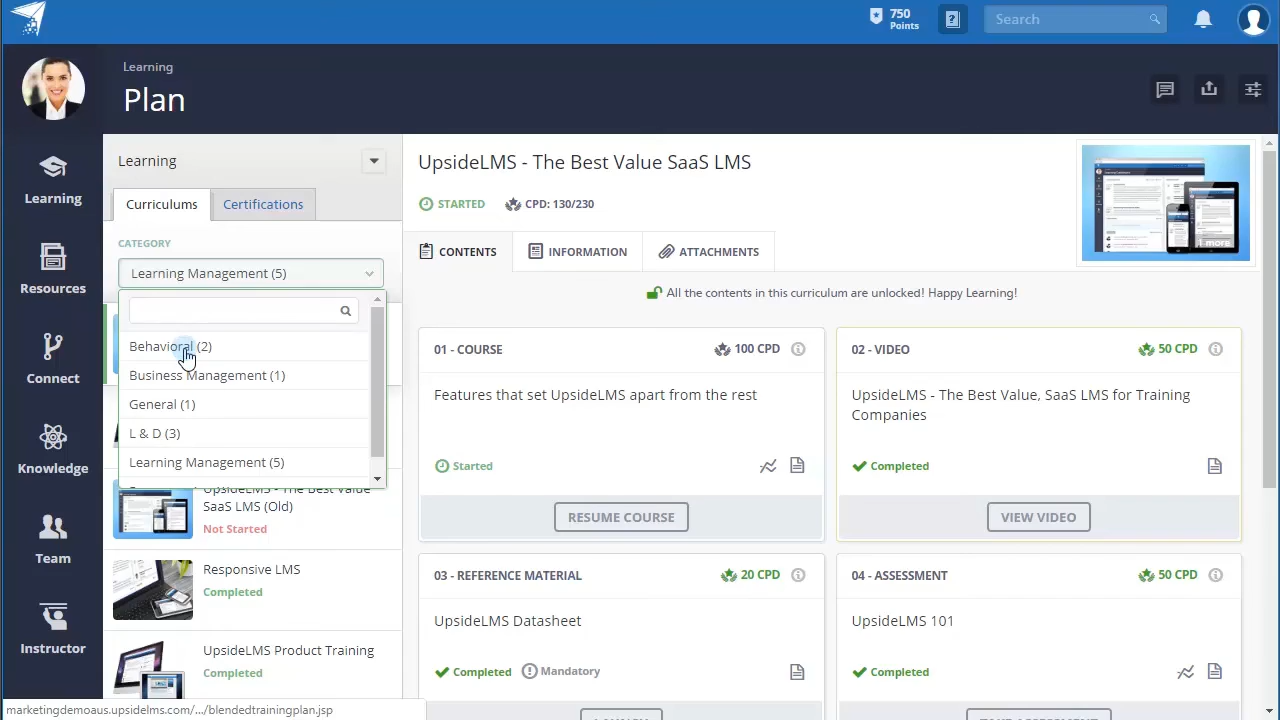 750
Points
Search
Learning
Plan
Learning
Resources
Connect
Knowledge
Team
Instructor
Learning
Curriculums
Certifications
CATEGORY
Learning Management (5)
Behavioral (2)
Business Management (1)
General (1)
L & D (3)
Learning Management (5)
UpsideLMS - The Best Value
SaaS LMS (Old)
Not Started
Responsive LMS
Completed
UpsideLMS Product Training
Completed
marketingdemoaus.upsidelms.com/.../blendedtrainingplan.jsp
UpsideLMS - The Best Value SaaS LMS
STARTED
CPD: 130/230
more
CONTENTS
INFORMATION
ATTACHMENTS
All the contents in this curriculum are unlocked! Happy Learning!
01 - COURSE
100 CPD
Features that set UpsideLMS apart from the rest
Started
RESUME COURSE
02 - VIDEO
50 CPD
UpsideLMS - The Best Value, SaaS LMS for Training
Companies
Completed
VIEW VIDEO
03 - REFERENCE MATERIAL
20 CPD
UpsideLMS Datasheet
Completed
Mandatory
LAUNCH
04 - ASSESSMENT
50 CPD
UpsideLMS 101
Completed
TAKE ASSESSMENT